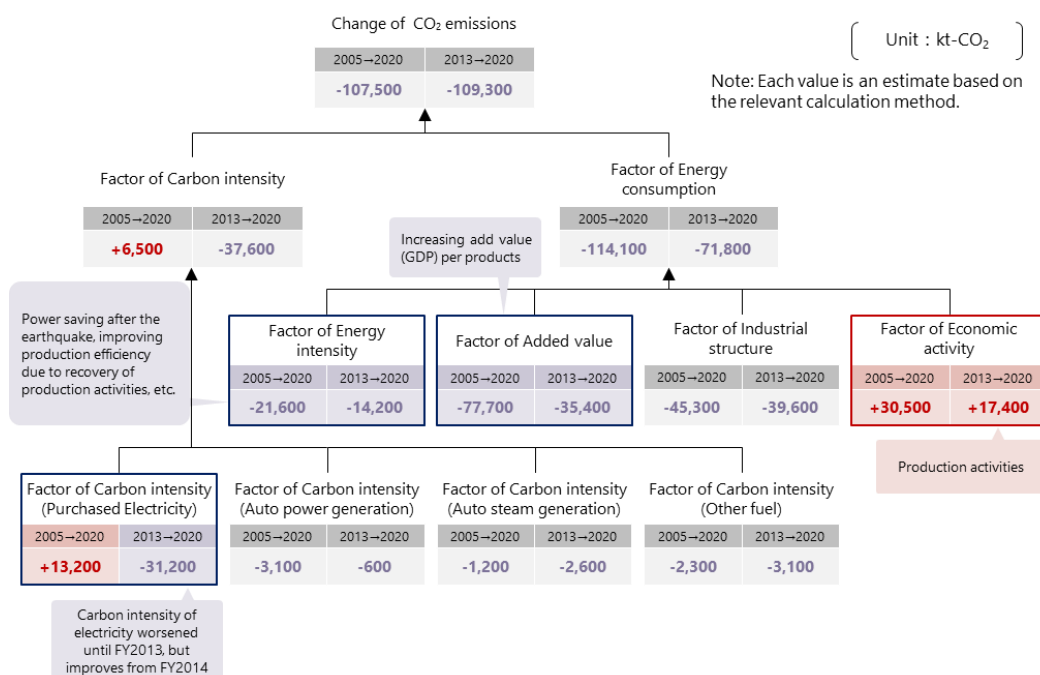 Change of CO₂ emissions
Unit : kt-CO₂
2005→2020 2013→2020
-107,500 -109,300
Note: Each value is an estimate based on
the relevant calculation method.
Factor of Carbon intensity
2005→2020 2013→2020
+6,500 -37,600
Factor of Energy
consumption
2005→2020 2013→2020
-114,100 -71,800
Increasing add value
(GDP) per products
Power saving after the
earthquake, improving
production efficiency
due to recovery of
production activities, etc.
Factor of Energy
intensity
2005→2020 2013→2020
-21,600 -14,200
Factor of Added value
2005→2020 2013→2020
-77,700 -35,400
Factor of Industrial
structure
2005→2020 2013→2020
-45,300 -39,600
Factor of Economic
activity
2005→2020 2013→2020
+30,500 +17,400
Production activities
Factor of Carbon intensity
(Purchased Electricity)
2005→2020 2013→2020
+13,200 -31,200
Factor of Carbon intensity
(Auto power generation)
2005→2020 2013→2020
-3,100 -600
Factor of Carbon intensity
(Auto steam generation)
2005→2020 2013→2020
-1,200 -2,600
Factor of Carbon intensity
(Other fuel)
2005→2020 2013→2020
-2,300 -3,100
Carbon intensity of
electricity worsened
until FY2013, but
improves from FY2014